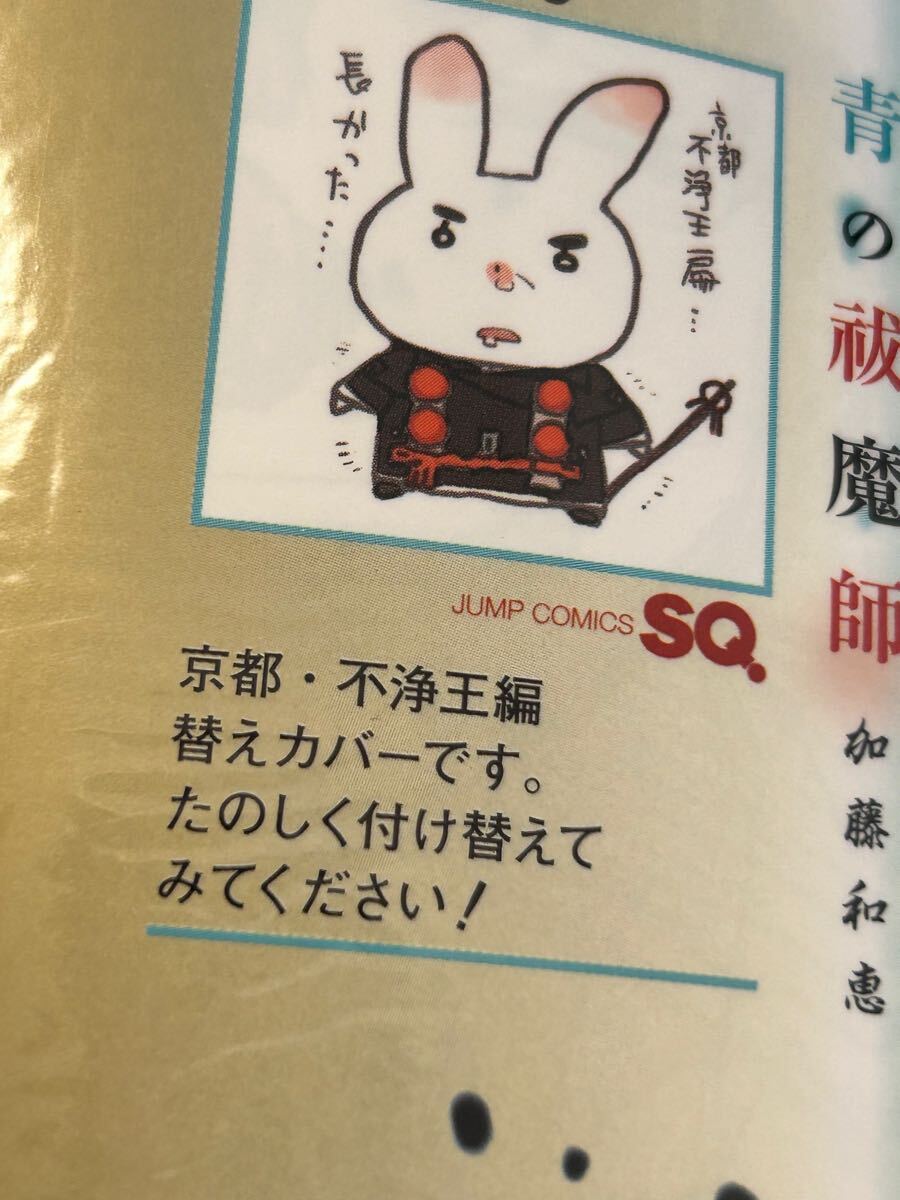 青の祓魔師
加藤和恵
京都
不浄王扁…
長かった…
JUMP COMICS SQ.
京都・不浄王編
替えカバーです。
たのしく付け替えて
みてください！